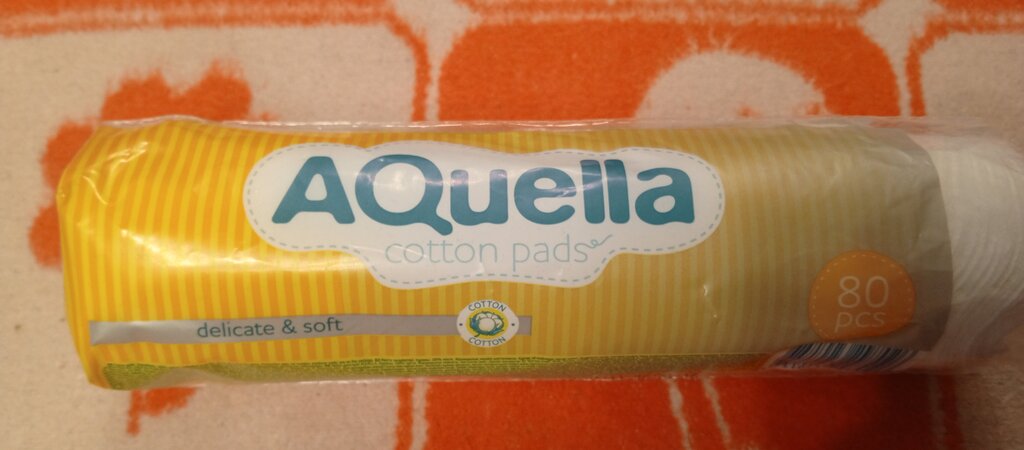 AQuella
cotton pads
80
pcs
delicate & soft
COTTON
COTTON